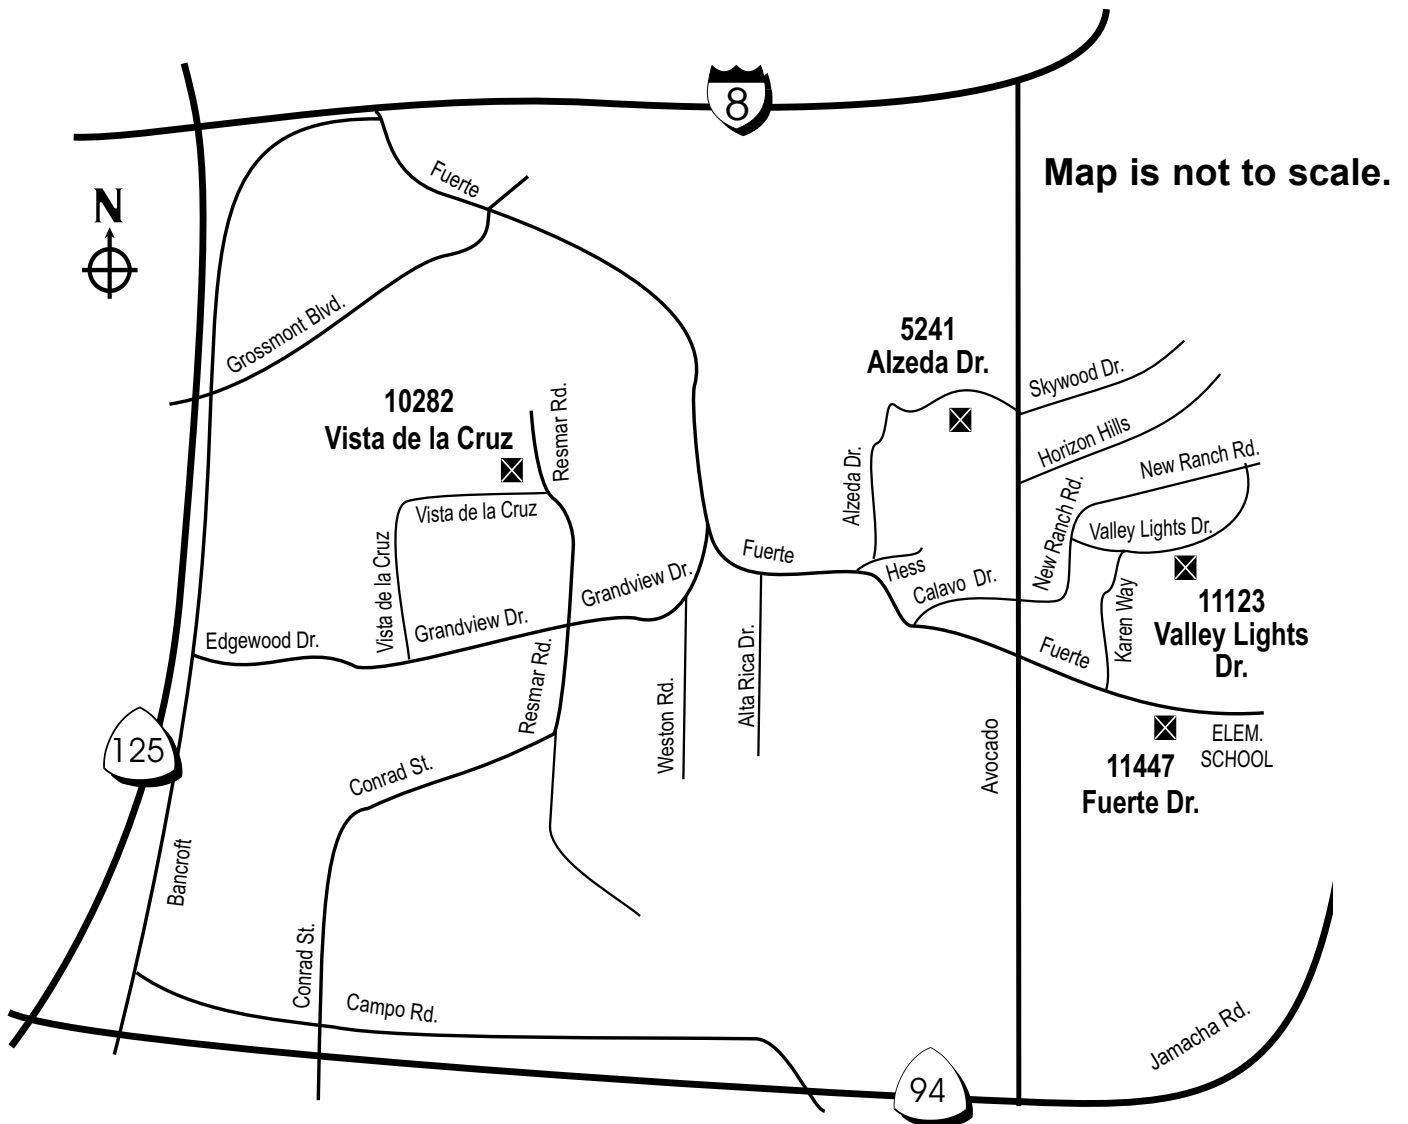 8
Map is not to scale.
N
Fuerte
Grossmont Blvd.
5241
Alzeda Dr.
Skywood Dr.
10282
Vista de la Cruz
Resmar Rd.
Horizon Hills
New Ranch Rd.
Alzeda Dr.
New Ranch Rd.
Vista de la Cruz
Valley Lights Dr.
Vista de la Cruz
Fuerte
Hess
Grandview Dr.
Calavo Dr.
Karen Way
11123
Valley Lights
Dr.
Edgewood Dr.
Grandview Dr.
Resmar Rd.
Weston Rd.
Alta Rica Dr.
Fuerte
125
Avocado
ELEM.
SCHOOL
11447
Fuerte Dr.
Conrad St.
Bancroft
Conrad St.
Campo Rd.
Jamacha Rd.
94